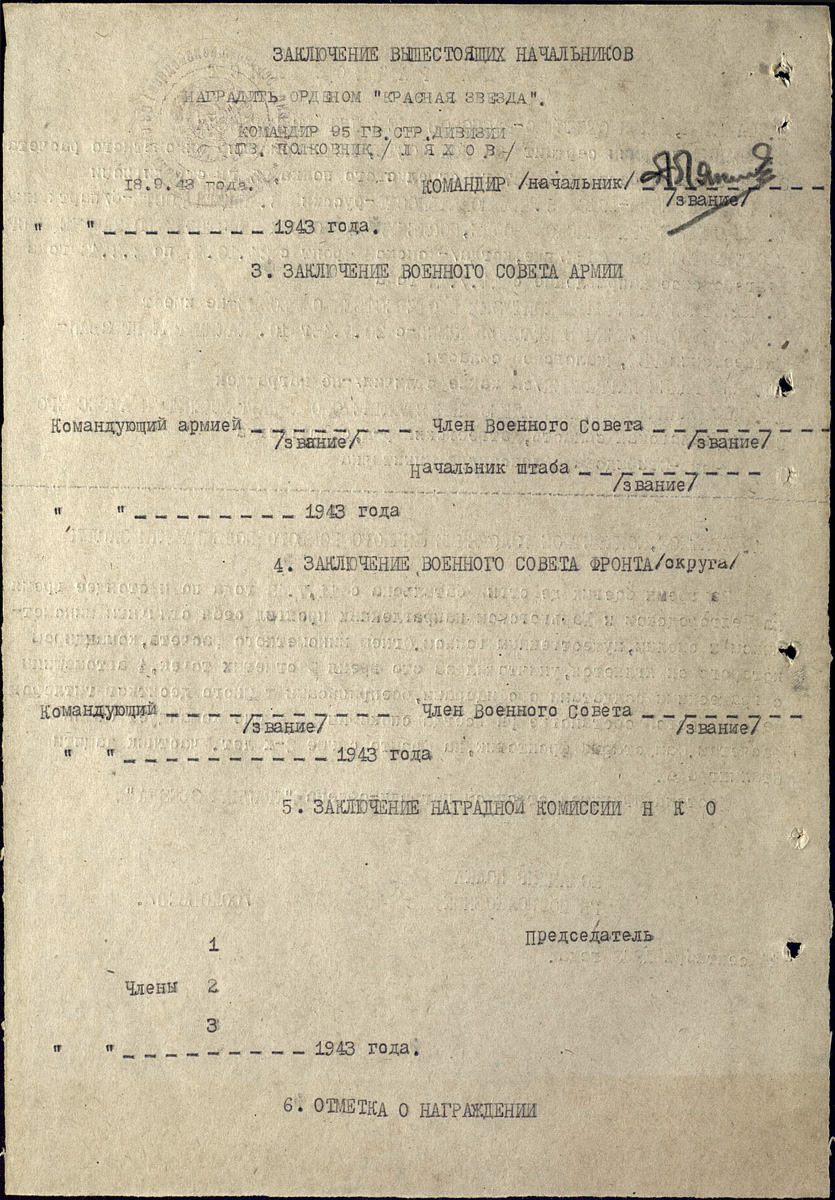 ЗАКЛЮЧЕНИЕ ВЫШЕСТОЯЩИХ НАЧАЛЬНИКОВ
НАГРАДИТЬ ОРДЕНОМ "КРАСНАЯ ЗВЕЗДА".
КОМАНДИР 95 ГВ.СТР.ДИВИЗИИ
ГВ. ПОЛКОВНИК /ЛЯХОВ/
18.9.43 года.
КОМАНДИР /начальник/ _ _ _ _ _ _ _ _
/звание/
" " _ _ _ _ _ _ _ _ _ 1943 года.
3. ЗАКЛЮЧЕНИЕ ВОЕННОГО СОВЕТА АРМИИ
Командующий армией _ _ _ _ _ _ _ _ Член Военного Совета _ _ _ _ _ _ _ _
/звание/ /звание/
Начальник штаба _ _ _ _ _ _ _ _ _
/звание/
" " _ _ _ _ _ _ _ _ _ 1943 года
4. ЗАКЛЮЧЕНИЕ ВОЕННОГО СОВЕТА ФРОНТА/округа/
Командующий _ _ _ _ _ _ _ _ _ _ _ Член Военного Совета _ _ _ _ _ _ _ _
/звание/ /звание/
" " _ _ _ _ _ _ _ _ _ _ 1943 года
5. ЗАКЛЮЧЕНИЕ НАГРАДНОЙ КОМИССИИ Н К О
Председатель
1
Члены 2
3
" " _ _ _ _ _ _ _ _ _ 1943 года.
6. ОТМЕТКА О НАГРАЖДЕНИИ